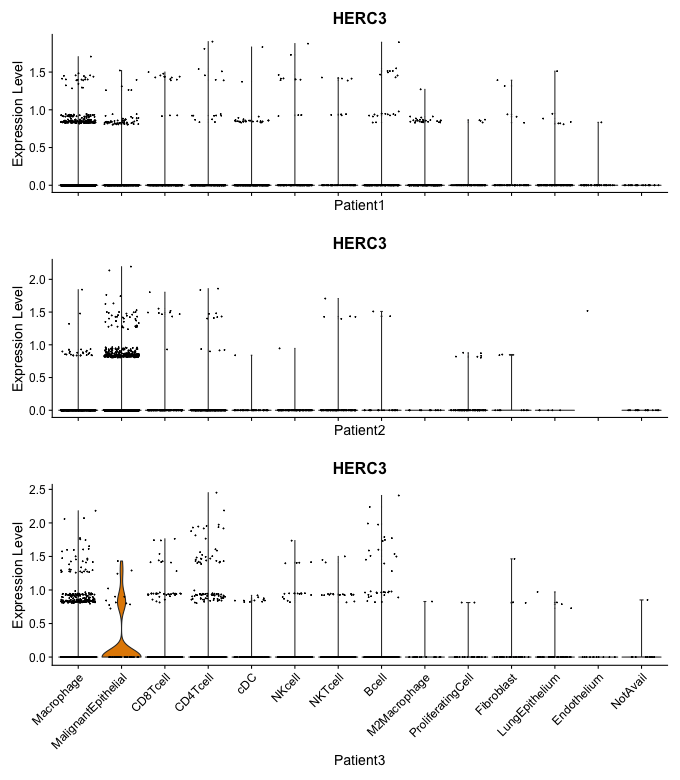 HERC3
Expression Level
1.5
1.0
0.5
0.0
Patient1
HERC3
Expression Level
2.0
1.5
1.0
0.5
0.0
Patient2
HERC3
Expression Level
2.5
2.0
1.5
1.0
0.5
0.0
Macrophage
MalignantEpithelial
CD8Tcell
CD4Tcell
cDC
NKcell
NKTcell
Bcell
M2Macrophage
ProliferatingCell
Fibroblast
LungEpithelium
Endothelium
NotAvail
Patient3